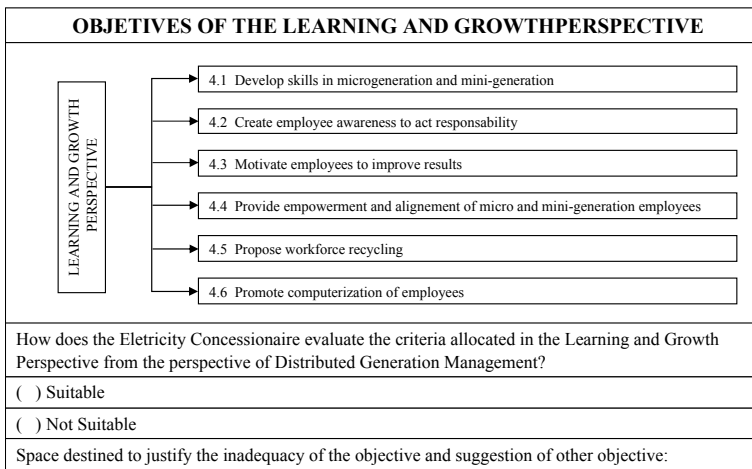 OBJETIVES OF THE LEARNING AND GROWTHPERSPECTIVE
LEARNING AND GROWTH
PERSPECTIVE
4.1 Develop skills in microgeneration and mini-generation
4.2 Create employee awareness to act responsability
4.3 Motivate employees to improve results
4.4 Provide empowerment and alignement of micro and mini-generation employees
4.5 Propose workforce recycling
4.6 Promote computerization of employees
How does the Eletricity Concessionaire evaluate the criteria allocated in the Learning and Growth
Perspective from the perspective of Distributed Generation Management?
( ) Suitable
( ) Not Suitable
Space destined to justify the inadequacy of the objective and suggestion of other objective: